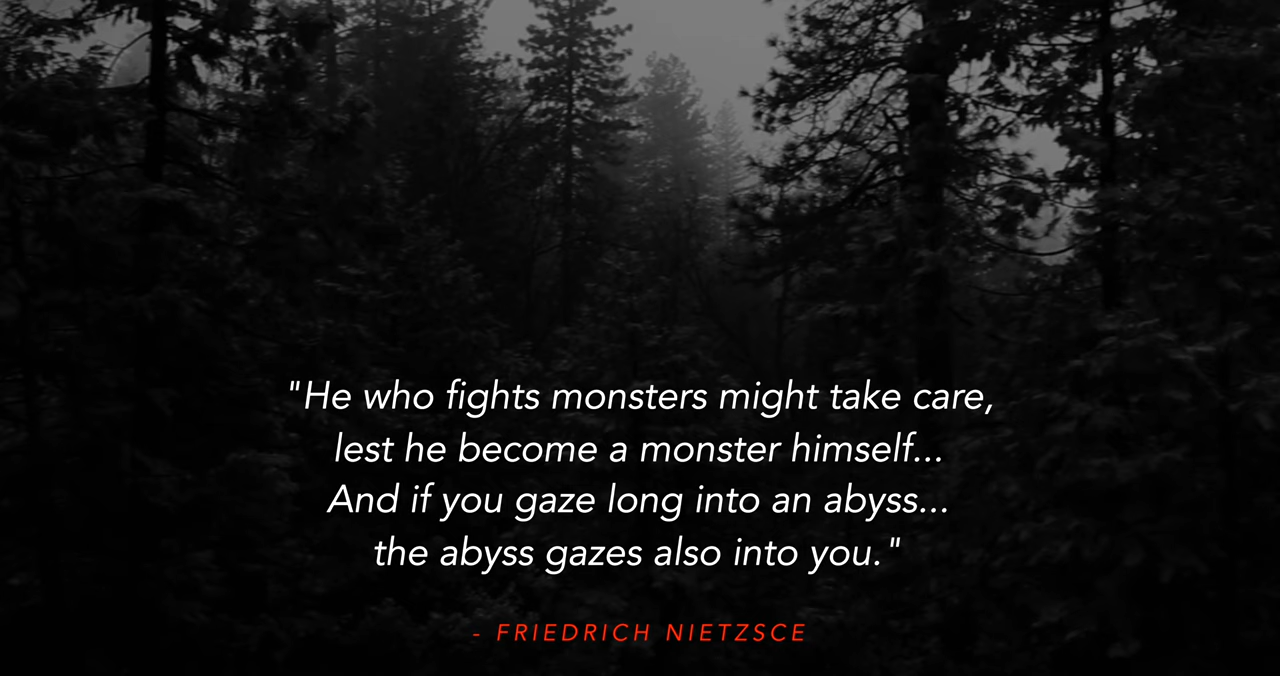 "He who fights monsters might take care,
lest he become a monster himself...
And if you gaze long into an abyss...
the abyss gazes also into you."
- FRIEDRICH NIETZSCE